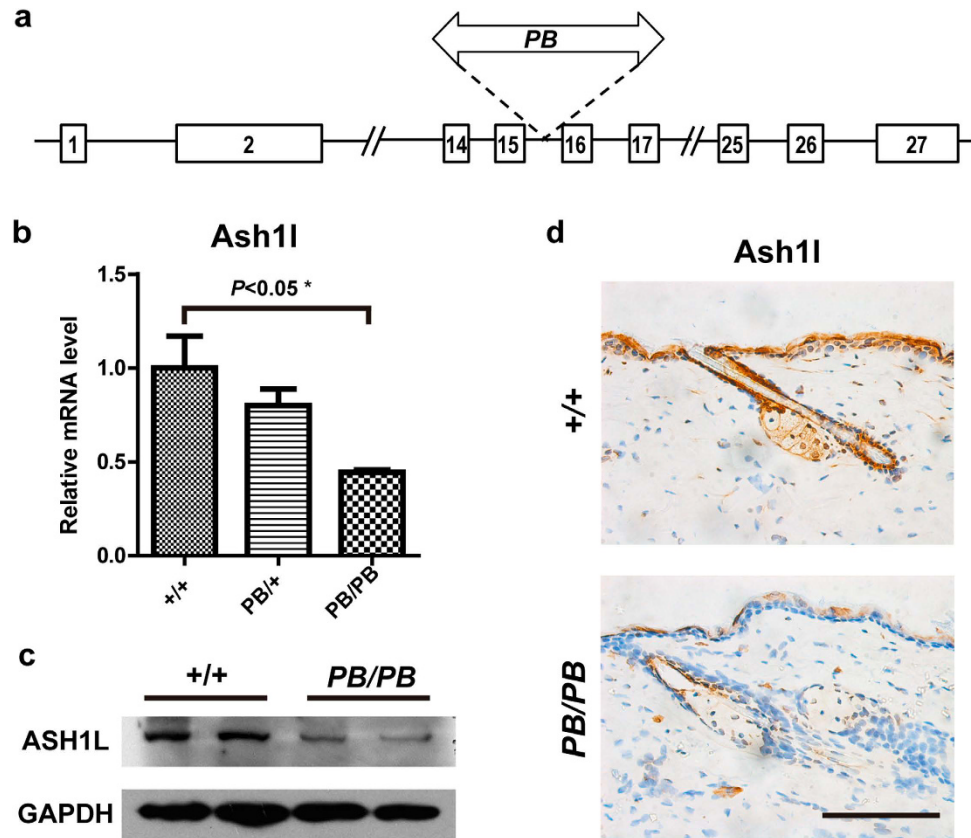 a
PB
1
2
14
15
16
17
25
26
27
b
Ash1l
Relative mRNA level
1.5
1.0
0.5
0.0
P<0.05 *
+/+
PB/+
PB/PB
c
+/+
PB/PB
ASH1L
GAPDH
d
Ash1l
+/+
PB/PB